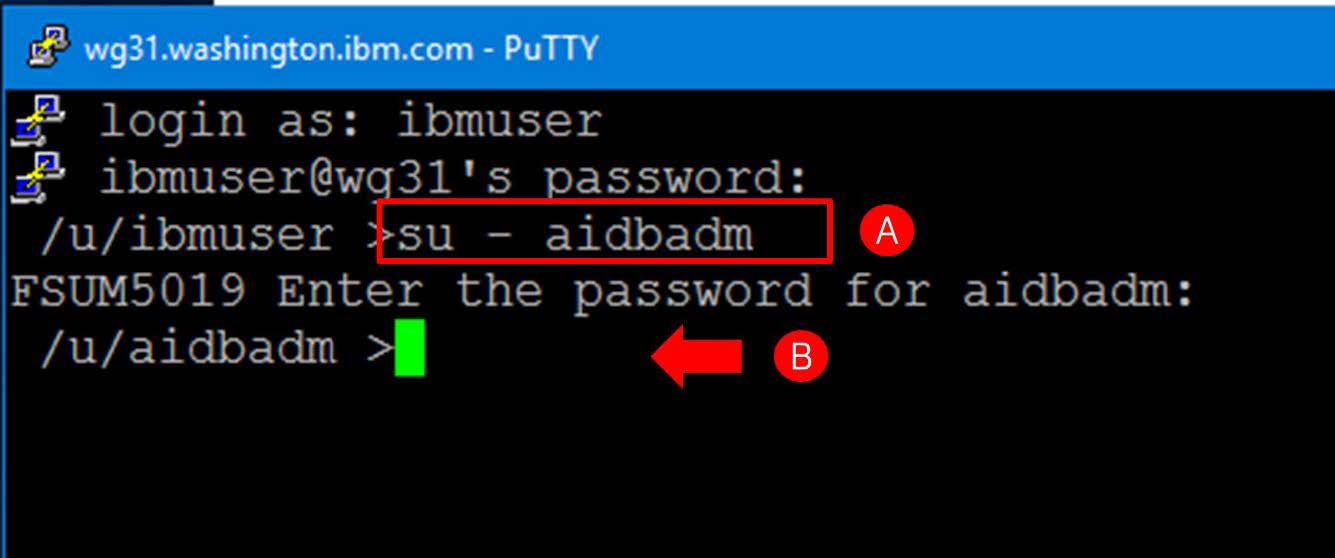 wg31.washington.ibm.com - PuTTY
login as: ibmuser
ibmuser@wg31's password:
/u/ibmuser >su - aidbadm
A
FSUM5019 Enter the password for aidbadm:
/u/aidbadm >
B